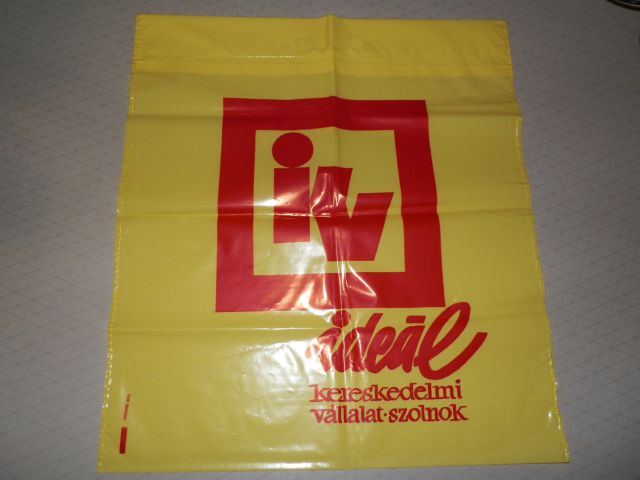 iv
ideál
kereskedelmi
vállalat·szolnok